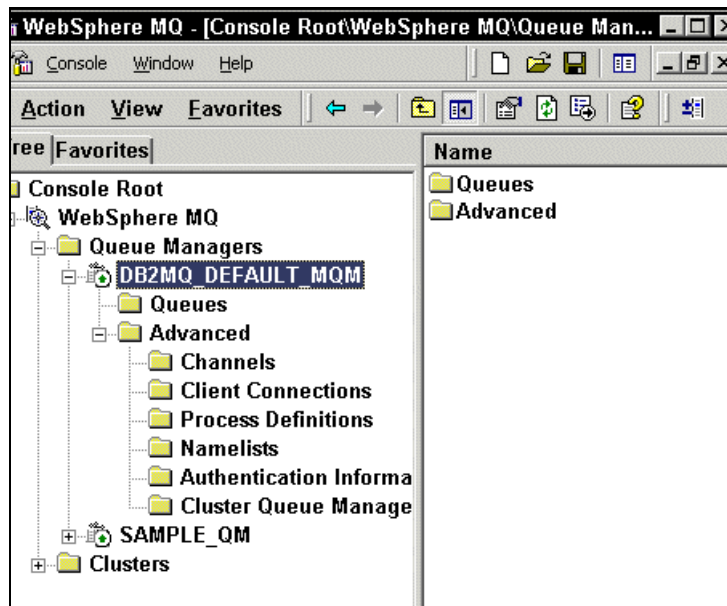 WebSphere MQ - [Console Root\WebSphere MQ\Queue Man...
Console Window Help
Action View Favorites
ree Favorites
Name
Console Root
WebSphere MQ
Queue Managers
DB2MQ_DEFAULT_MQM
Queues
Advanced
Channels
Client Connections
Process Definitions
Namelists
Authentication Informa
Cluster Queue Manage
SAMPLE_QM
Clusters
Queues
Advanced